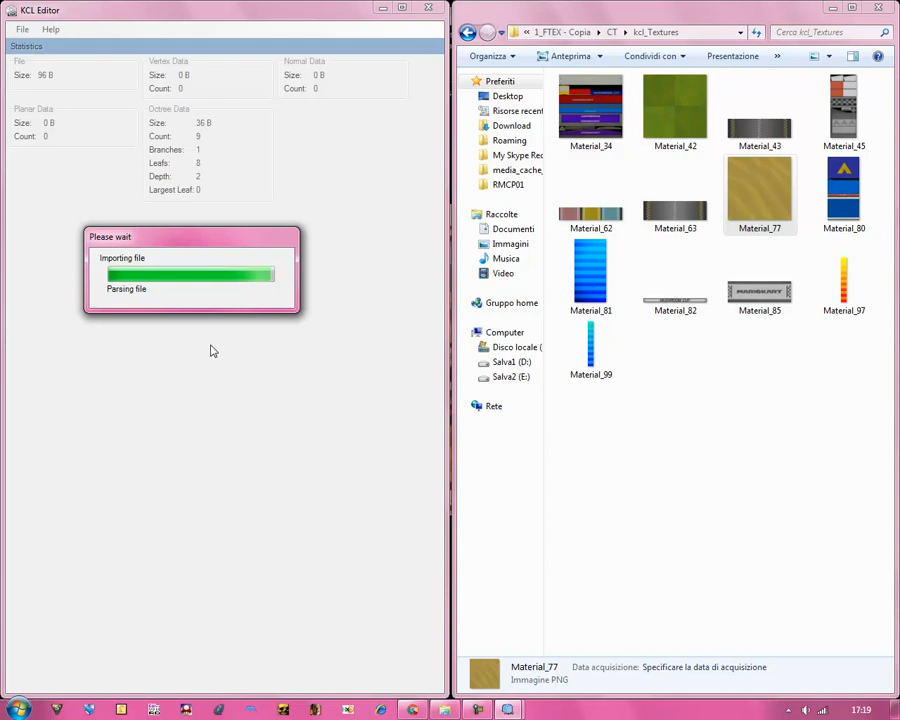 KCL Editor
File Help
Statistics
File
Size: 96 B
Vertex Data
Size: 0 B
Count: 0
Normal Data
Size: 0 B
Count: 0
Planar Data
Size: 0 B
Count: 0
Octree Data
Size: 36 B
Count: 9
Branches: 1
Leafs: 8
Depth: 2
Largest Leaf: 0
Please wait
Importing file
Parsing file
« 1_FTEX - Copia CT kcl_Textures
Cerca kcl_Textures
Organizza Anteprima Condividi con Presentazione »
Preferiti
Desktop
Risorse recent
Download
Roaming
My Skype Rec
media_cache_
RMCP01
Raccolte
Documenti
Immagini
Musica
Video
Gruppo home
Computer
Disco locale (
Salva1 (D:)
Salva2 (E:)
Rete
Material_34 Material_42 Material_43 Material_45
Material_62 Material_63 Material_77 Material_80
MARIOKART
Material_81 Material_82 Material_85 Material_97
Material_99
Material_77 Data acquisizione: Specificare la data di acquisizione
Immagine PNG
17:19